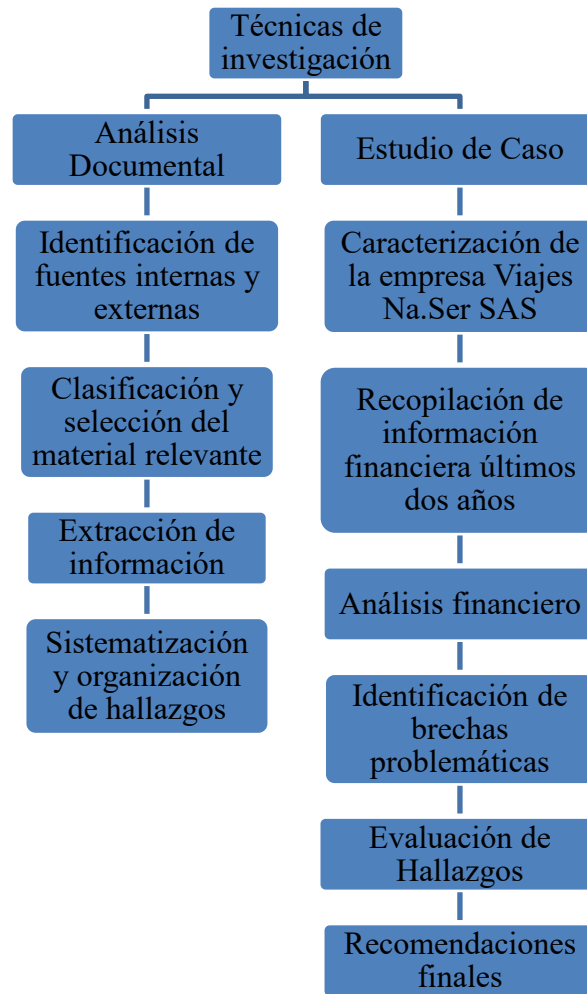 Técnicas de
investigación
Análisis
Documental
Identificación de
fuentes internas y
externas
Clasificación y
selección del
material relevante
Extracción de
información
Sistematización
y organización
de hallazgos
Estudio de Caso
Caracterización de
la empresa Viajes
Na.Ser SAS
Recopilación de
información
financiera últimos
dos años
Análisis financiero
Identificación de
brechas
problemáticas
Evaluación de
Hallazgos
Recomendaciones
finales